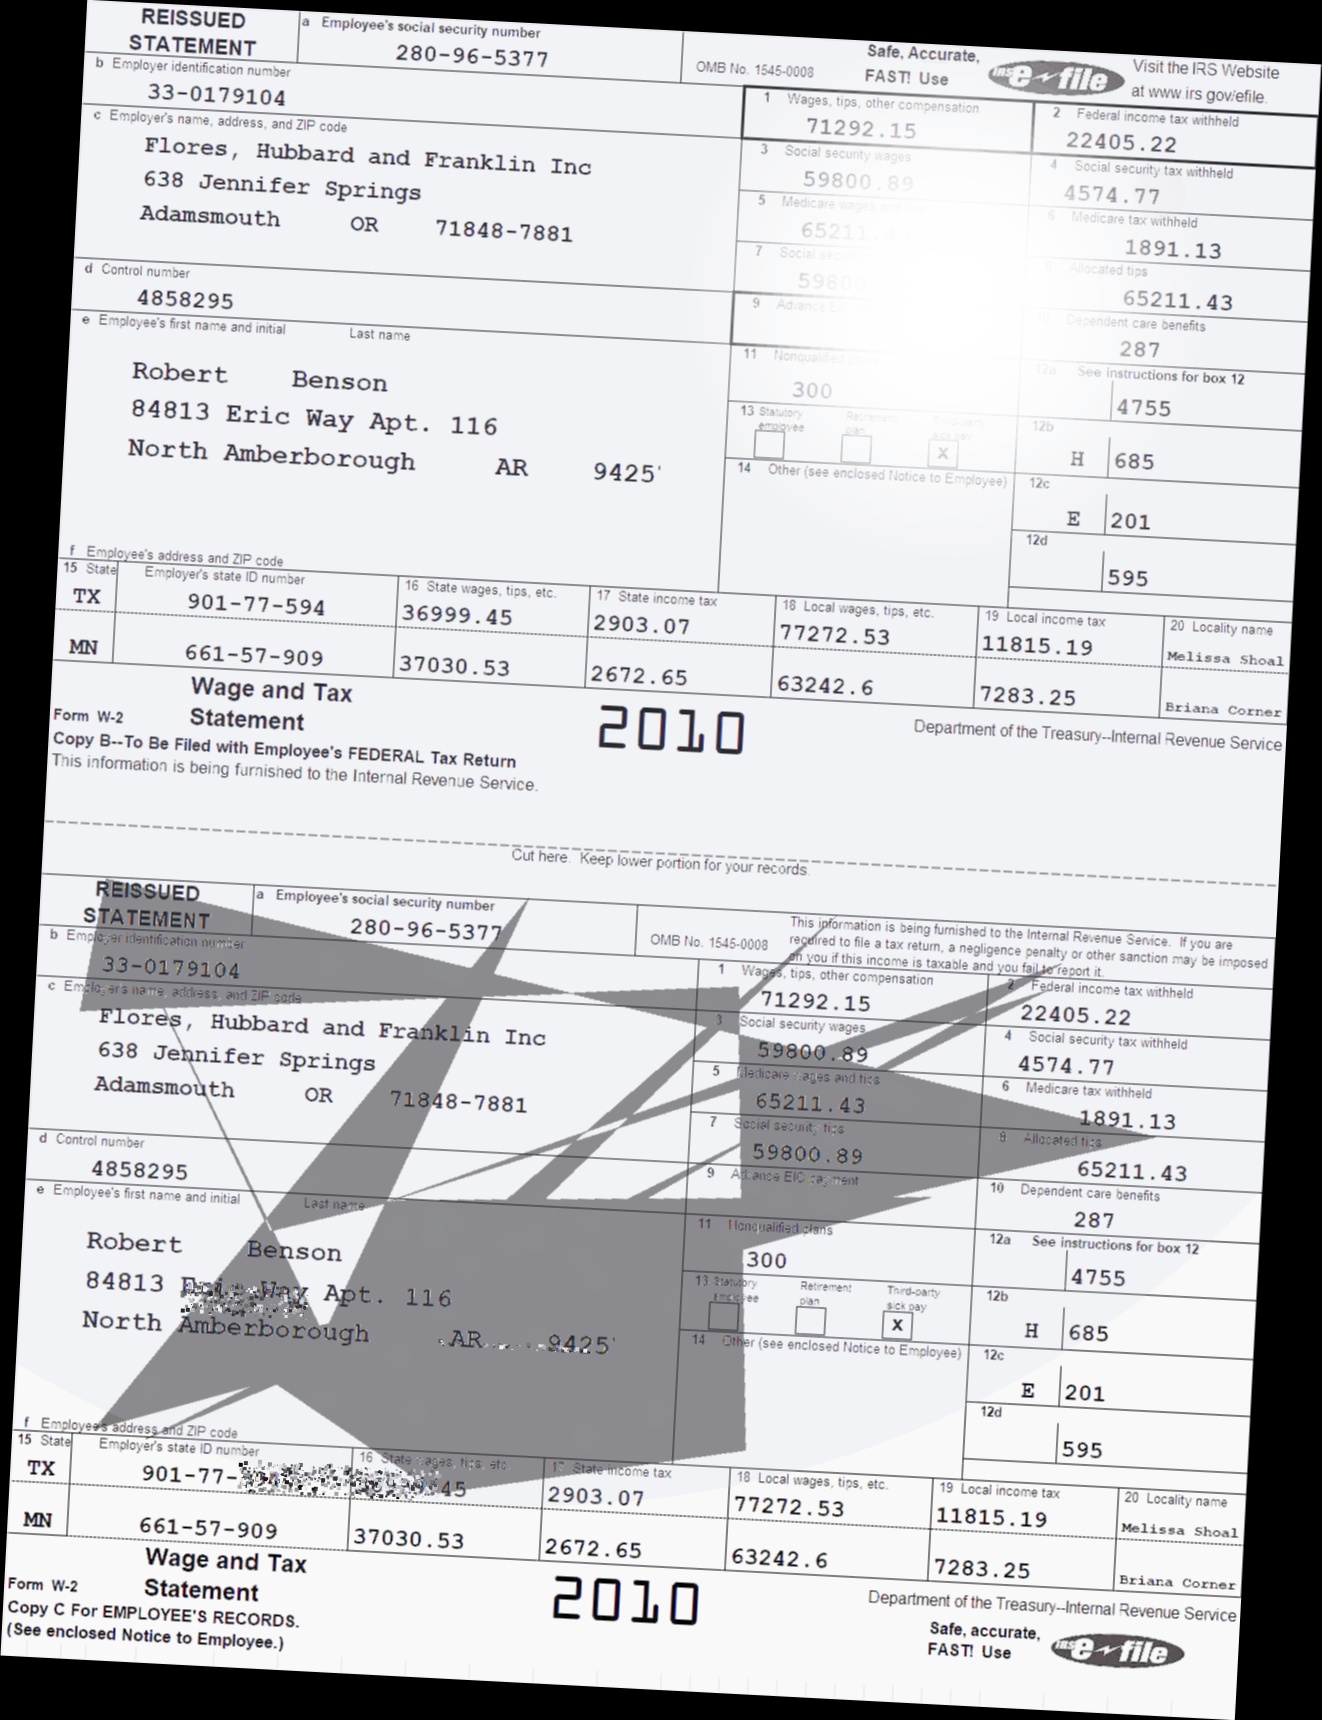 REISSUED STATEMENT
a Employee's social security number
280-96-5377
OMB No. 1545-0008
Safe, Accurate, FAST! Use
IRS e-file
Visit the IRS Website at www.irs.gov/efile.
b Employer identification number
33-0179104
1 Wages, tips, other compensation
71292.15
2 Federal income tax withheld
22405.22
c Employer's name, address, and ZIP code
Flores, Hubbard and Franklin Inc
638 Jennifer Springs
Adamsmouth OR 71848-7881
3 Social security wages
59800.89
4 Social security tax withheld
4574.77
5 Medicare wages and
65211.43
6 Medicare tax withheld
1891.13
7 Social
59800
Allocated tips
65211.43
d Control number
4858295
9 Advance
Dependent care benefits
287
e Employee's first name and initial Last name
Robert Benson
84813 Eric Way Apt. 116
North Amberborough AR 9425
11 Nonqualified plans
300
12a See instructions for box 12
4755
13 Statutory employee
Retirement plan
Third-party sick pay
X
12b
H 685
14 Other (see enclosed Notice to Employee)
12c
E 201
12d
595
f Employee's address and ZIP code
15 State Employer's state ID number
16 State wages, tips, etc.
17 State income tax
18 Local wages, tips, etc.
19 Local income tax
20 Locality name
TX 901-77-594 36999.45 2903.07 77272.53 11815.19 Melissa Shoal
MN 661-57-909 37030.53 2672.65 63242.6 7283.25 Briana Corner
Form W-2 Wage and Tax Statement
2010
Department of the Treasury--Internal Revenue Service
Copy B--To Be Filed with Employee's FEDERAL Tax Return
This information is being furnished to the Internal Revenue Service.
Cut here. Keep lower portion for your records.
REISSUED STATEMENT
a Employee's social security number
280-96-5377
OMB No. 1545-0008
This information is being furnished to the Internal Revenue Service. If you are
required to file a tax return, a negligence penalty or other sanction may be imposed
on you if this income is taxable and you fail to report it.
b Employer identification number
33-0179104
1 Wages, tips, other compensation
71292.15
2 Federal income tax withheld
22405.22
c Employer's name, address, and ZIP code
Flores, Hubbard and Franklin Inc
638 Jennifer Springs
Adamsmouth OR 71848-7881
3 Social security wages
59800.89
4 Social security tax withheld
4574.77
5 Medicare wages and tips
65211.43
6 Medicare tax withheld
1891.13
7 Social security tips
59800.89
8 Allocated tips
65211.43
d Control number
4858295
9 Advance EIC payment
10 Dependent care benefits
287
e Employee's first name and initial Last name
Robert Benson
84813 Eric Way Apt. 116
North Amberborough AR 9425
11 Nonqualified plans
300
12a See instructions for box 12
4755
13 Statutory employee
Retirement plan
Third-party sick pay
X
12b
H 685
14 Other (see enclosed Notice to Employee)
12c
E 201
12d
595
f Employee's address and ZIP code
15 State Employer's state ID number
16 State wages, tips, etc.
17 State income tax
18 Local wages, tips, etc.
19 Local income tax
20 Locality name
TX 901-77- 45 2903.07 77272.53 11815.19 Melissa Shoal
MN 661-57-909 37030.53 2672.65 63242.6 7283.25 Briana Corner
Form W-2 Wage and Tax Statement
2010
Department of the Treasury--Internal Revenue Service
Copy C For EMPLOYEE'S RECORDS.
(See enclosed Notice to Employee.)
Safe, accurate, FAST! Use
IRS e-file